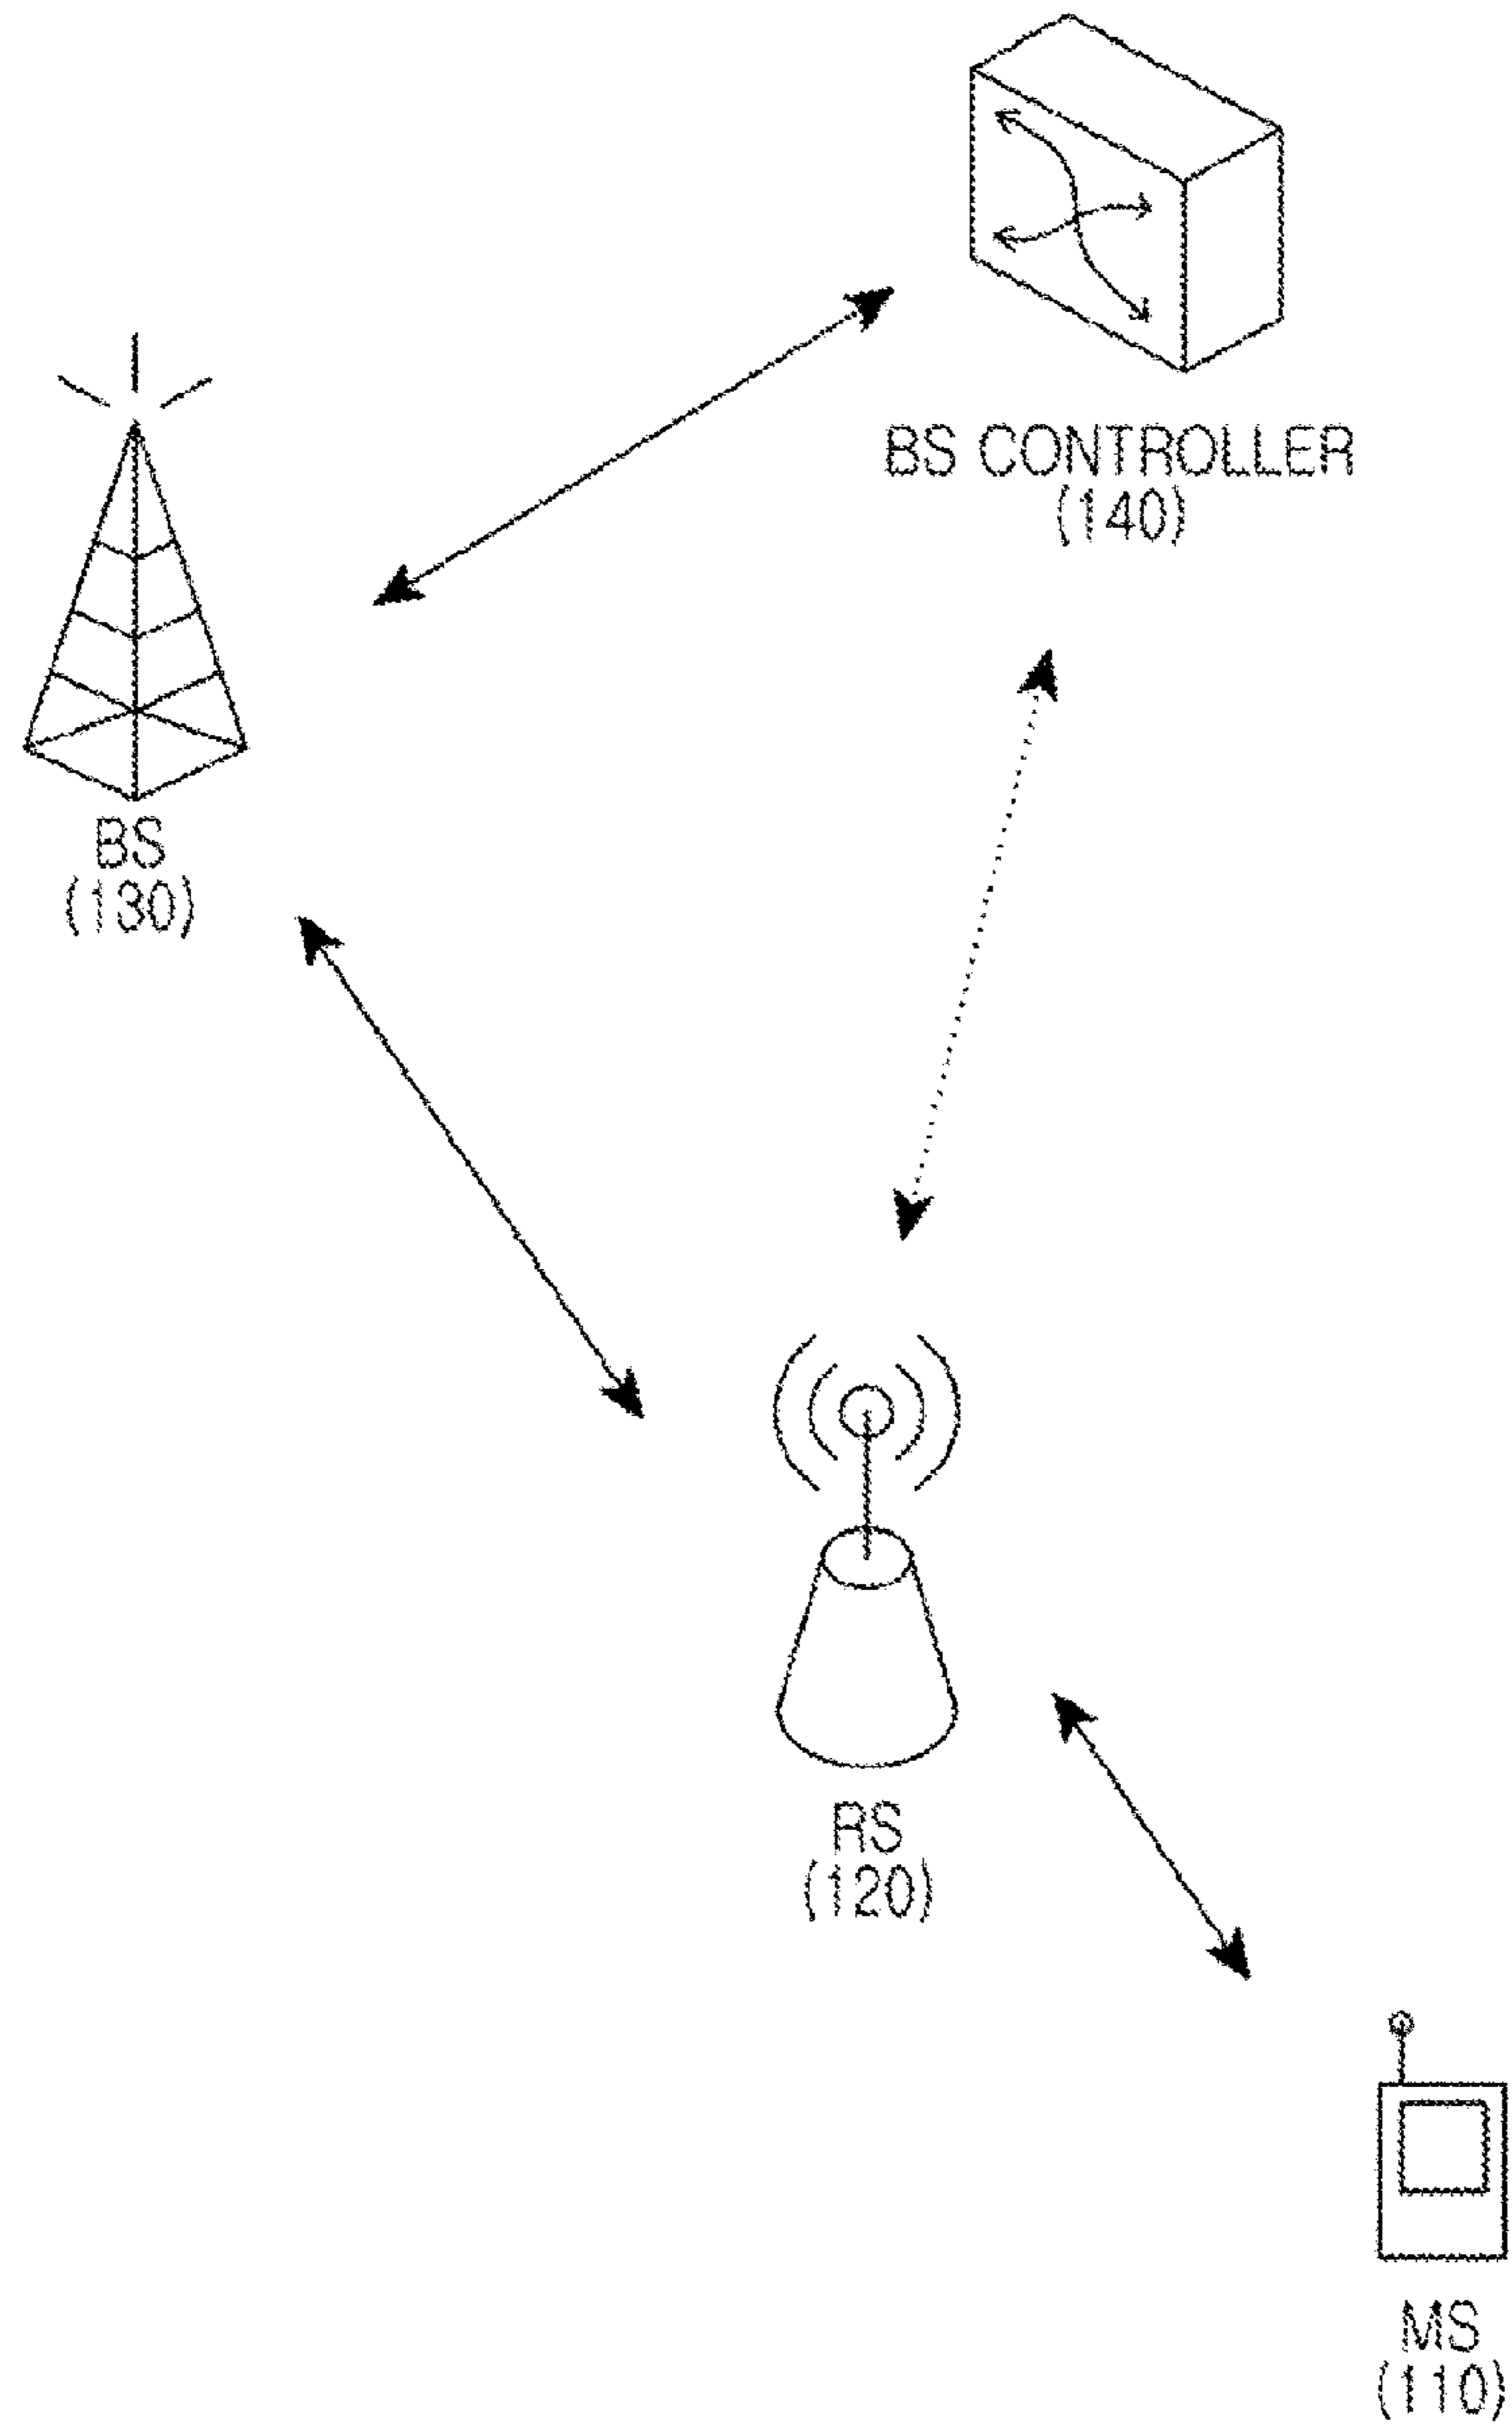 BS CONTROLLER
(140)
BS
(130)
RS
(120)
MS
(110)